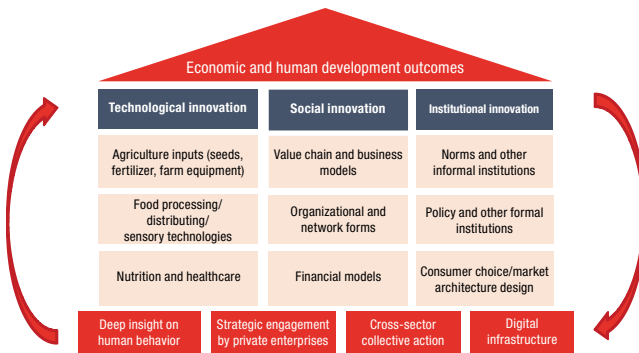 Economic and human development outcomes
Technological innovation
Social innovation
Institutional innovation
Agriculture inputs (seeds,
fertilizer, farm equipment)
Value chain and business
models
Norms and other
informal institutions
Food processing/
distributing/
sensory technologies
Organizational and
network forms
Policy and other formal
institutions
Nutrition and healthcare
Financial models
Consumer choice/market
architecture design
Deep insight on
human behavior
Strategic engagement
by private enterprises
Cross-sector
collective action
Digital
infrastructure